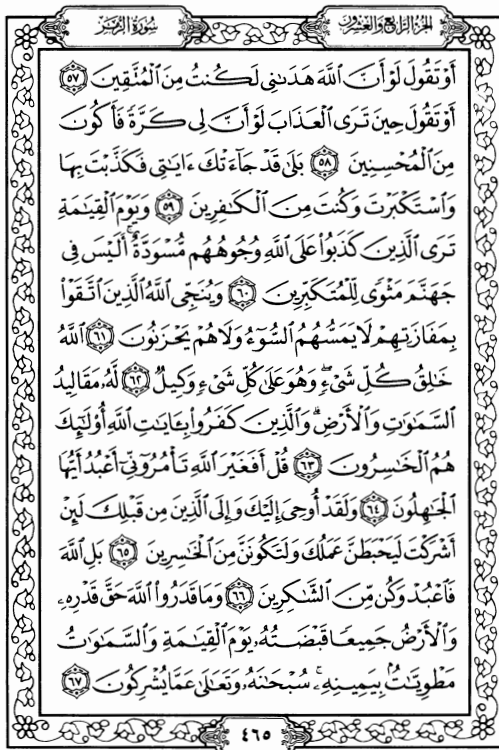 سُورَةُ الزُّمَرِ
الجزء الرابع والعشرون
أَوْ تَقُولَ لَوْ أَنَّ ٱللَّهَ هَدَىٰنِى لَكُنتُ مِنَ ٱلْمُتَّقِينَ ٥٧
أَوْ تَقُولَ حِينَ تَرَى ٱلْعَذَابَ لَوْ أَنَّ لِى كَرَّةً فَأَكُونَ
مِنَ ٱلْمُحْسِنِينَ ٥٨ بَلَىٰ قَدْ جَآءَتْكَ ءَايَٰتِى فَكَذَّبْتَ بِهَا
وَٱسْتَكْبَرْتَ وَكُنتَ مِنَ ٱلْكَٰفِرِينَ ٥٩ وَيَوْمَ ٱلْقِيَٰمَةِ
تَرَى ٱلَّذِينَ كَذَبُوا۟ عَلَى ٱللَّهِ وُجُوهُهُم مُّسْوَدَّةٌ ۚ أَلَيْسَ فِى
جَهَنَّمَ مَثْوًى لِّلْمُتَكَبِّرِينَ ٦٠ وَيُنَجِّى ٱللَّهُ ٱلَّذِينَ ٱتَّقَوْا۟
بِمَفَازَتِهِمْ لَا يَمَسُّهُمُ ٱلسُّوٓءُ وَلَا هُمْ يَحْزَنُونَ ٦١ ٱللَّهُ
خَٰلِقُ كُلِّ شَىْءٍ ۖ وَهُوَ عَلَىٰ كُلِّ شَىْءٍ وَكِيلٌ ٦٢ لَّهُۥ مَقَالِيدُ
ٱلسَّمَٰوَٰتِ وَٱلْأَرْضِ ۗ وَٱلَّذِينَ كَفَرُوا۟ بِـَٔايَٰتِ ٱللَّهِ أُو۟لَٰٓئِكَ
هُمُ ٱلْخَٰسِرُونَ ٦٣ قُلْ أَفَغَيْرَ ٱللَّهِ تَأْمُرُوٓنِّىٓ أَعْبُدُ أَيُّهَا
ٱلْجَٰهِلُونَ ٦٤ وَلَقَدْ أُوحِىَ إِلَيْكَ وَإِلَى ٱلَّذِينَ مِن قَبْلِكَ لَئِنْ
أَشْرَكْتَ لَيَحْبَطَنَّ عَمَلُكَ وَلَتَكُونَنَّ مِنَ ٱلْخَٰسِرِينَ ٦٥ بَلِ ٱللَّهَ
فَٱعْبُدْ وَكُن مِّنَ ٱلشَّٰكِرِينَ ٦٦ وَمَا قَدَرُوا۟ ٱللَّهَ حَقَّ قَدْرِهِۦ
وَٱلْأَرْضُ جَمِيعًا قَبْضَتُهُۥ يَوْمَ ٱلْقِيَٰمَةِ وَٱلسَّمَٰوَٰتُ
مَطْوِيَّٰتٌۢ بِيَمِينِهِۦ ۚ سُبْحَٰنَهُۥ وَتَعَٰلَىٰ عَمَّا يُشْرِكُونَ ٦٧
٤٦٥